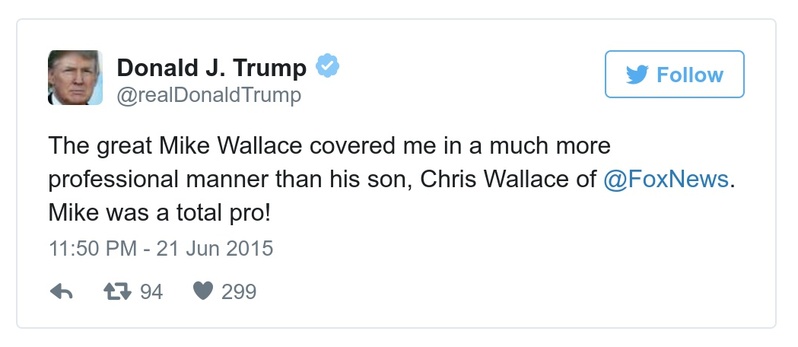 Donald J. Trump
@realDonaldTrump
Follow
The great Mike Wallace covered me in a much more
professional manner than his son, Chris Wallace of @FoxNews.
Mike was a total pro!
11:50 PM - 21 Jun 2015
94 299